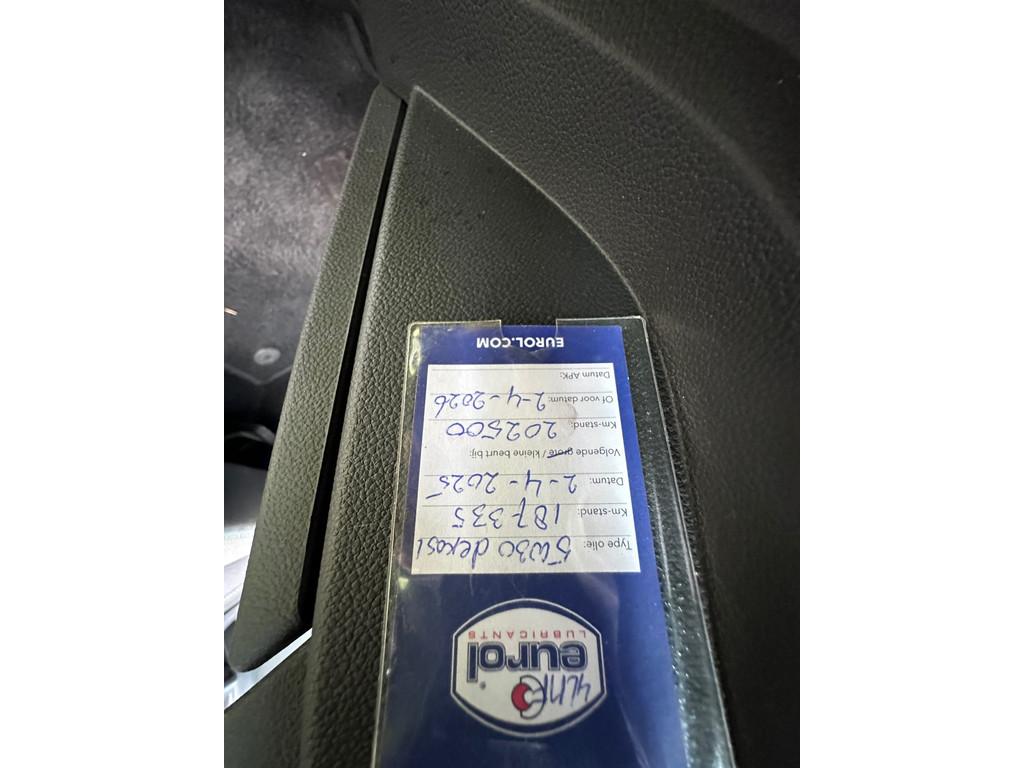 eurol
LUBRICANTS
Type olie: 5W30 dexos1
Km-stand: 187335
Datum: 2-4-2025
Volgende grote / kleine beurt bij:
Km-stand: 202500
Of voor datum: 2-4-2026
Datum APK:
EUROL.COM